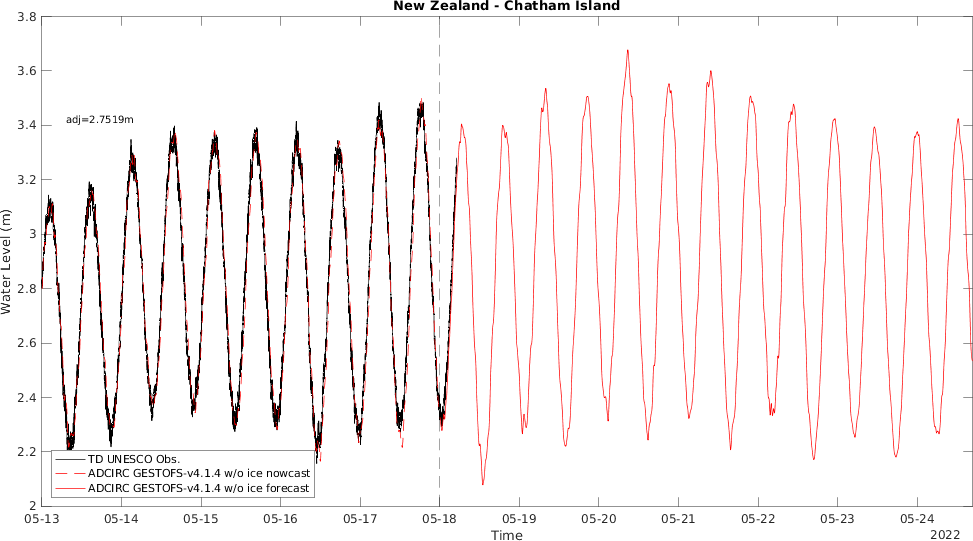 New Zealand - Chatham Island
3.8
3.6
3.4
3.2
3
2.8
2.6
2.4
2.2
2
Water Level (m)
adj=2.7519m
TD UNESCO Obs.
ADCIRC GESTOFS-v4.1.4 w/o ice nowcast
ADCIRC GESTOFS-v4.1.4 w/o ice forecast
05-13 05-14 05-15 05-16 05-17 05-18 05-19 05-20 05-21 05-22 05-23 05-24
Time
2022